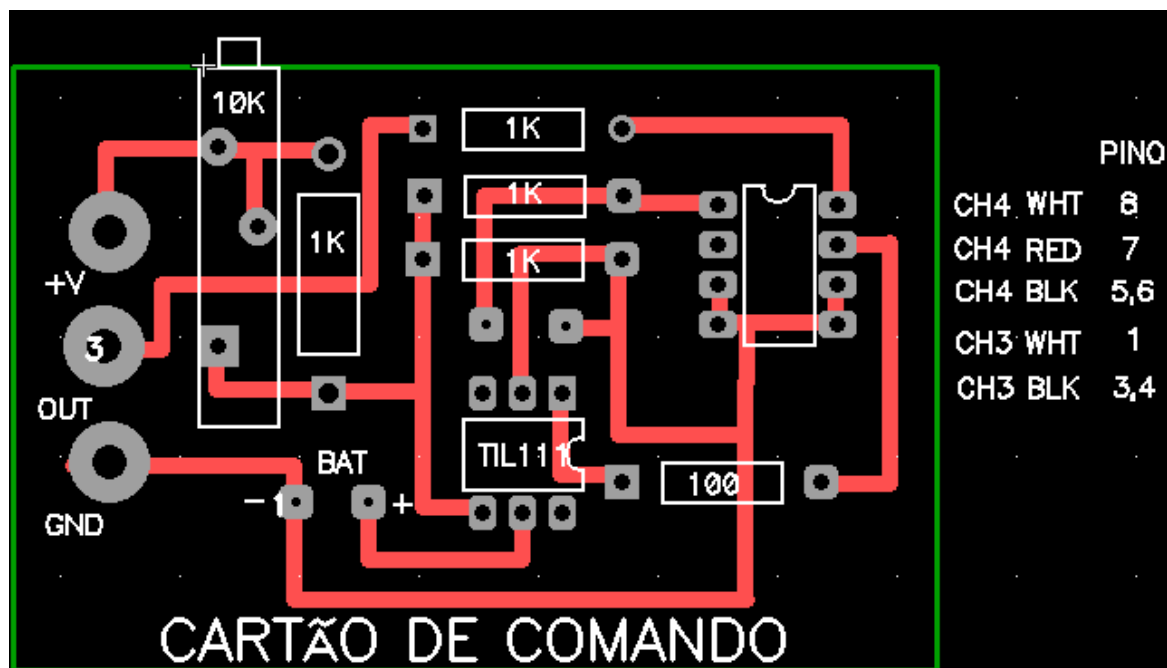 10K
1K
PINO
1K
CH4 WHT 8
1K
CH4 RED 7
1K
+V
CH4 BLK 5,6
3
CH3 WHT 1
OUT
CH3 BLK 3,4
BAT
TIL111
100
-1
+
GND
CARTÃO DE COMANDO